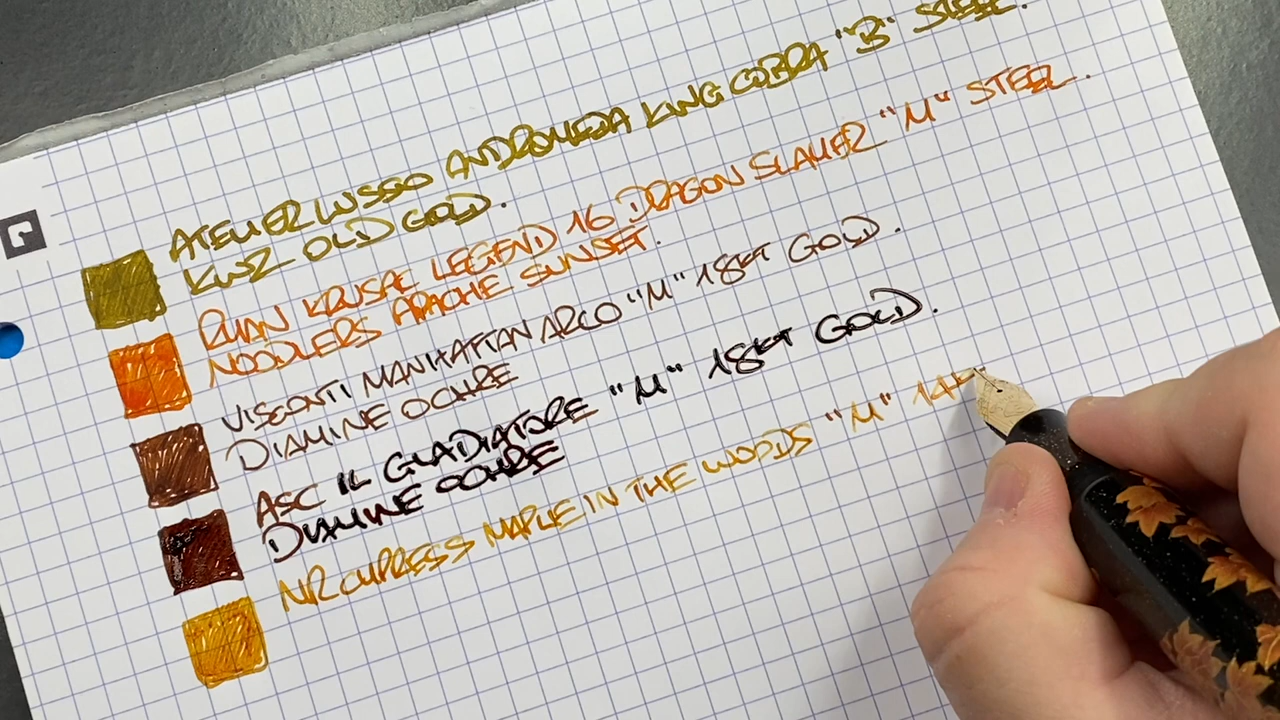 ATELIER LUSSO ANDROMEDA KING COBRA "B" STEEL.
KWZ OLD GOLD.
RYAN KRUSAC LEGEND 16 DRAGON SLAYER "M" STEEL.
NOODLERS APACHE SUNSET.
VISCONTI MANHATTAN ARCO "M" 18KT GOLD.
DIAMINE OCHRE
ASC IL GLADIATORE "M" 18KT GOLD.
DIAMINE OCHRE
NR CYPRESS MAPLE IN THE WOODS "M" 14K